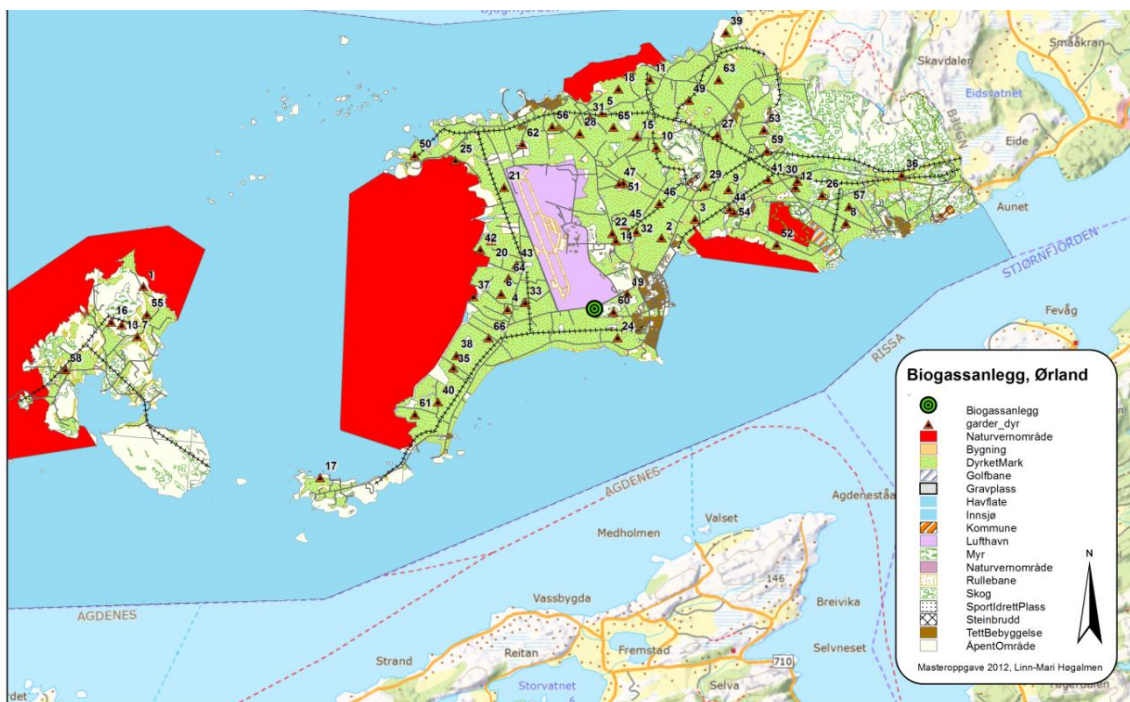 Bjugnfjorden
39
Småkran
Skavdalen
Eidsvatnet
BJUGN
Eide
11
18
63
5
49
31
56
28
65
62
15
27
53
10
59
50
25
36
21
47
51
29
9
41
30
12
26
46
44
54
57
8
3
Aunet
22
45
14
32
2
52
42
20
43
64
STJØRNFJORDEN
1
37
6
4
33
19
60
55
16
13
7
66
24
Fevåg
38
35
58
RISSA
40
61
17
AGDENES
Agdeneståa
Valset
Medholmen
146
AGDENES
Vassbygda
Breivika
Strand
Reitan
Fremstad
Selvneset
710
Storvatnet
Selva
Biogassanlegg, Ørland
Biogassanlegg
garder_dyr
Naturvernområde
Bygning
DyrketMark
Golfbane
Gravplass
Havflate
Innsjø
Kommune
Lufthavn
Myr
Naturvernområde
Rullebane
Skog
SportIdrettPlass
Steinbrudd
TettBebyggelse
ÅpentOmråde
N
Masteroppgave 2012, Linn-Mari Høgalmen